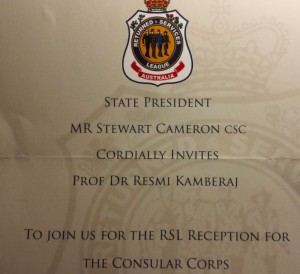 RETURNED & SERVICES
LEAGUE
AUSTRALIA
STATE PRESIDENT
MR STEWART CAMERON CSC
CORDIALLY INVITES
PROF DR RESMI KAMBERAJ
TO JOIN US FOR THE RSL RECEPTION FOR
THE CONSULAR CORPS